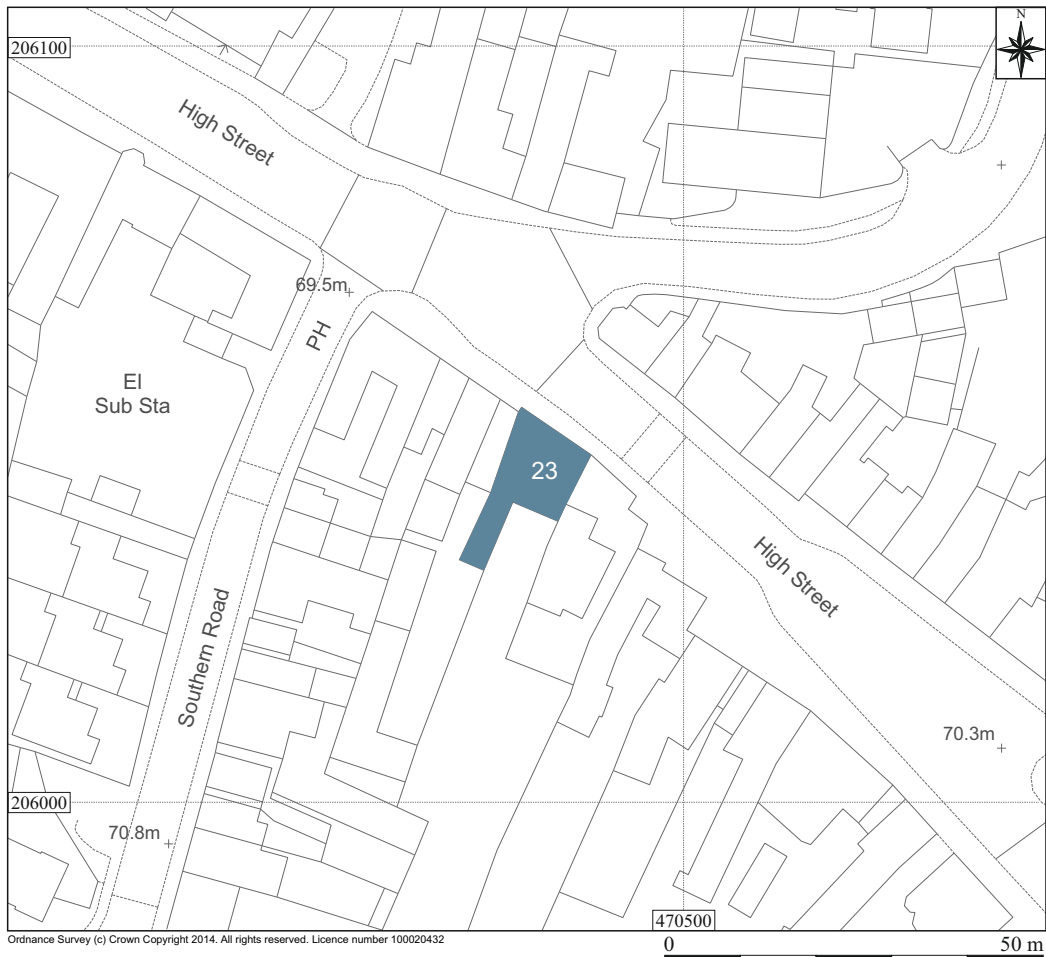 206100
N
High Street
69.5m
PH
El
Sub Sta
23
High Street
Southern Road
70.3m
206000
70.8m
470500
Ordnance Survey (c) Crown Copyright 2014. All rights reserved. Licence number 100020432
0
50 m